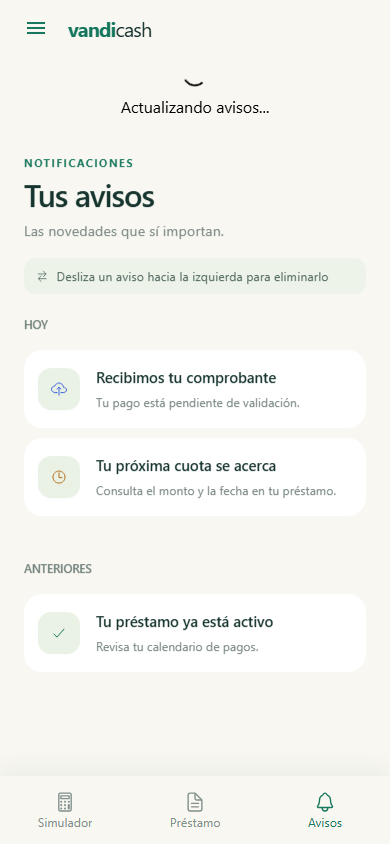 vandicash
Actualizando avisos...
NOTIFICACIONES
Tus avisos
Las novedades que sí importan.
Desliza un aviso hacia la izquierda para eliminarlo
HOY
Recibimos tu comprobante
Tu pago está pendiente de validación.
Tu próxima cuota se acerca
Consulta el monto y la fecha en tu préstamo.
ANTERIORES
Tu préstamo ya está activo
Revisa tu calendario de pagos.
Simulador
Préstamo
Avisos